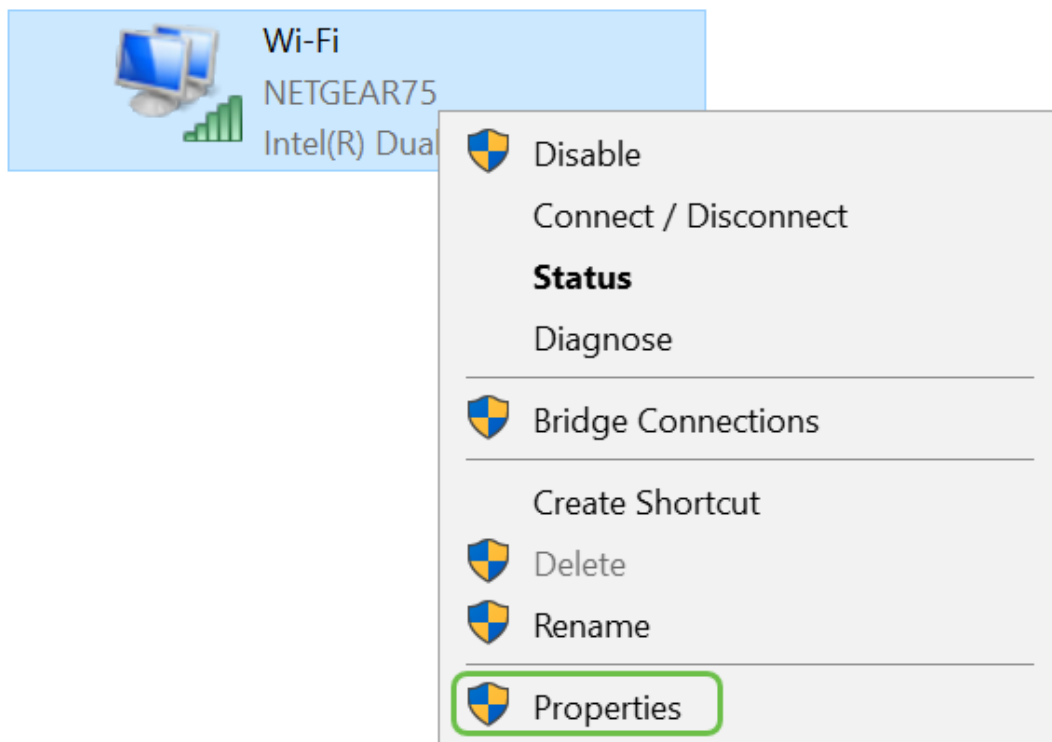 Wi-Fi
NETGEAR75
Intel(R) Dual
Disable
Connect / Disconnect
Status
Diagnose
Bridge Connections
Create Shortcut
Delete
Rename
Properties